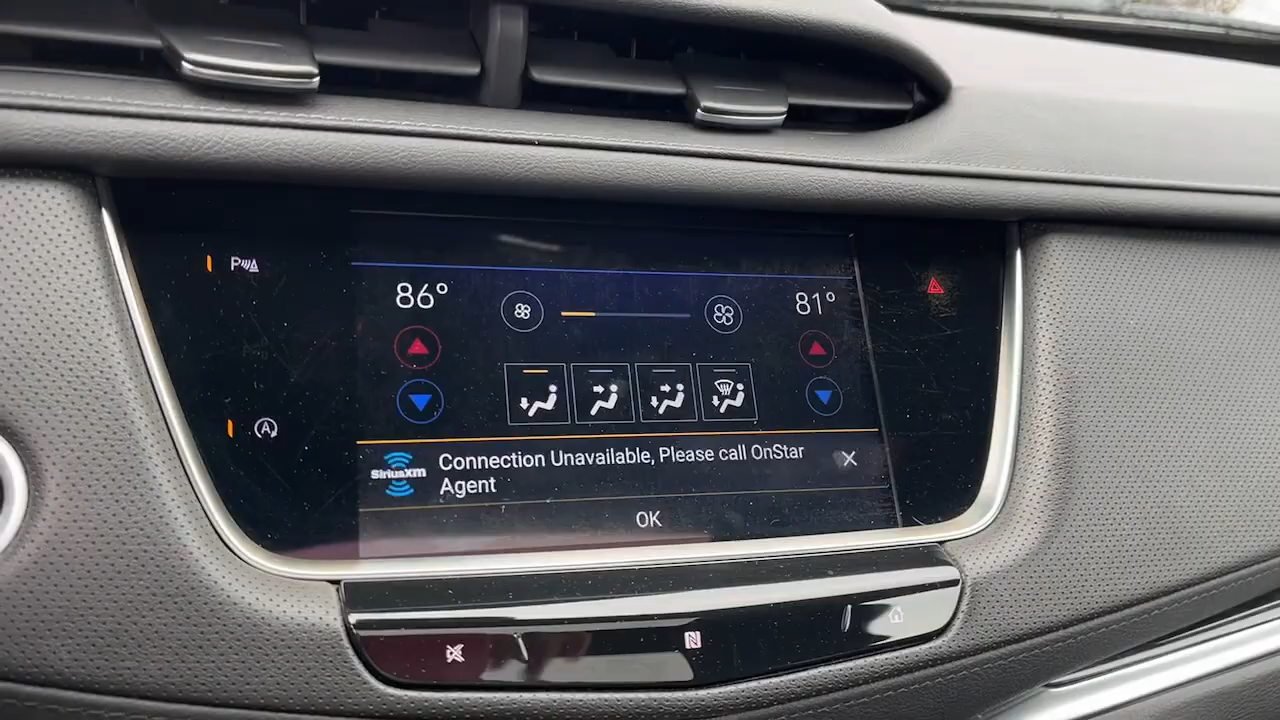 P
86°
81°
A
SiriusXm
Connection Unavailable, Please call OnStar
Agent
OK